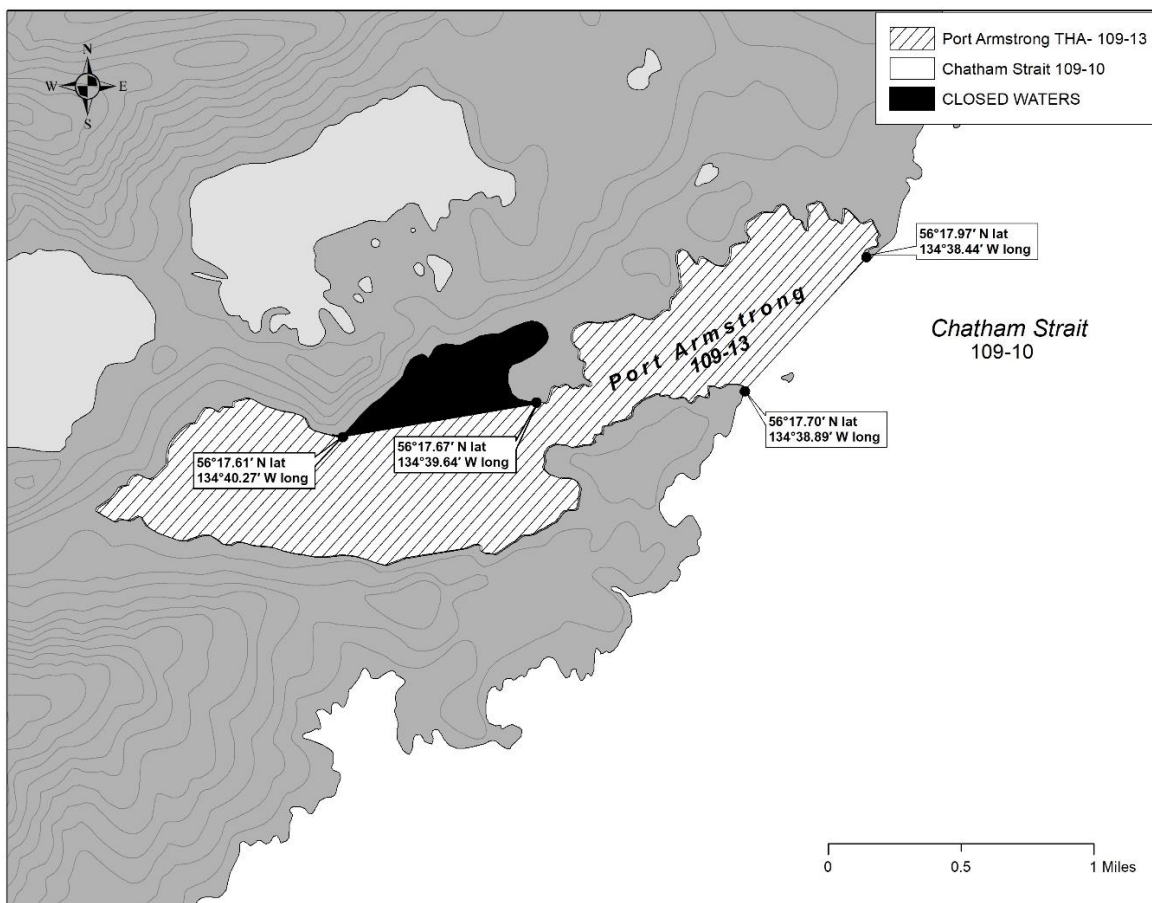 N
W E
S
Port Armstrong THA- 109-13
Chatham Strait 109-10
CLOSED WATERS
56°17.97′ N lat
134°38.44′ W long
Port Armstrong
109-13
Chatham Strait
109-10
56°17.70′ N lat
134°38.89′ W long
56°17.67′ N lat
134°39.64′ W long
56°17.61′ N lat
134°40.27′ W long
0 0.5 1 Miles